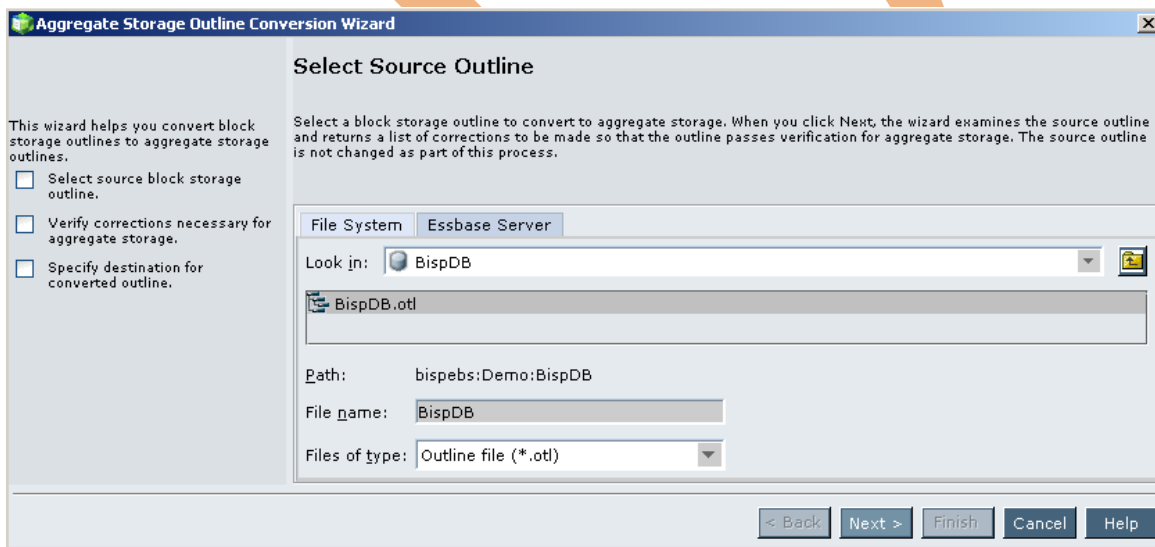 Aggregate Storage Outline Conversion Wizard
This wizard helps you convert block
storage outlines to aggregate storage
outlines.
Select source block storage
outline.
Verify corrections necessary for
aggregate storage.
Specify destination for
converted outline.
Select Source Outline
Select a block storage outline to convert to aggregate storage. When you click Next, the wizard examines the source outline
and returns a list of corrections to be made so that the outline passes verification for aggregate storage. The source outline
is not changed as part of this process.
File System Essbase Server
Look in: BispDB
BispDB.otl
Path: bispebs:Demo:BispDB
File name: BispDB
Files of type: Outline file (*.otl)
< Back Next > Finish Cancel Help